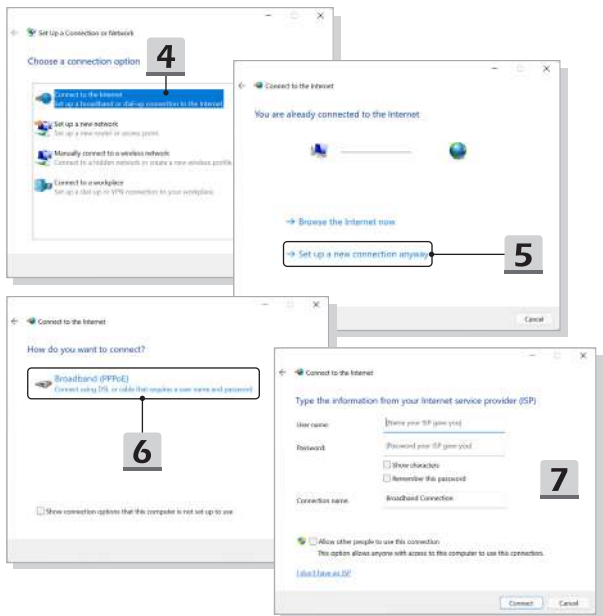 Set Up a Connection or Network
Choose a connection option
4
Connect to the Internet
Set up a broadband or dial-up connection to the Internet
Set up a new network
Set up a new router or access point.
Manually connect to a wireless network
Connect to a hidden network or create a new wireless profile
Connect to a workplace
Set up a dial-up or VPN connection to your workplace.
Connect to the Internet
You are already connected to the Internet
Browse the Internet now
Set up a new connection anyway
5
Cancel
Connect to the Internet
How do you want to connect?
Broadband (PPPoE)
Connect using DSL or cable that requires a user name and password
6
Show connection options that this computer is not set up to use
Connect to the Internet
Type the information from your Internet service provider (ISP)
User name:
[Name your ISP gave you]
Password:
[Password your ISP gave you]
Show characters
Remember this password
7
Connection name:
Broadband Connection
Allow other people to use this connection
This option allows anyone with access to this computer to use this connection.
I don't have an ISP
Connect
Cancel